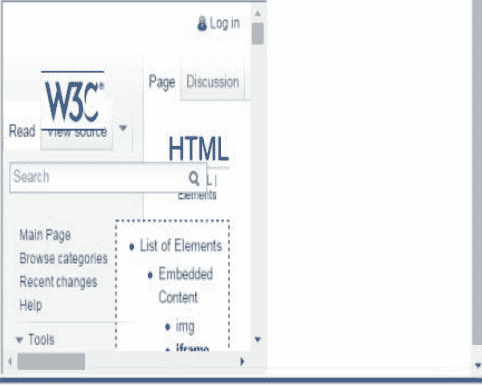 Log in
W3C®
Page Discussion
Read View source
HTML
Search
L |
Elements
Main Page
Browse categories
Recent changes
Help
Tools
List of Elements
Embedded
Content
img
iframe